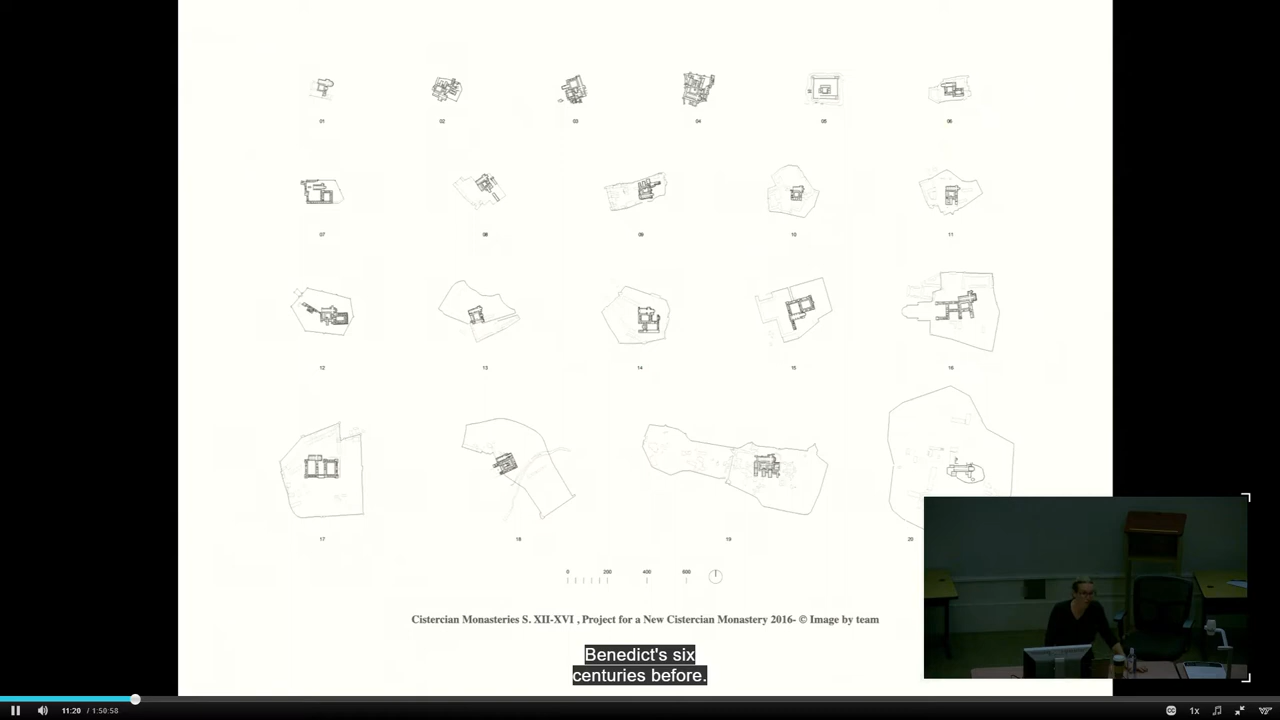 01 02 03 04 05 06
07 08 09 10 11
12 13 14 15 16
17 18 19 20
0 200 400 600
Cistercian Monasteries S. XII-XVI , Project for a New Cistercian Monastery 2016- © Image by team
Benedict's six
centuries before.
11:20 / 1:50:58
CC 1x